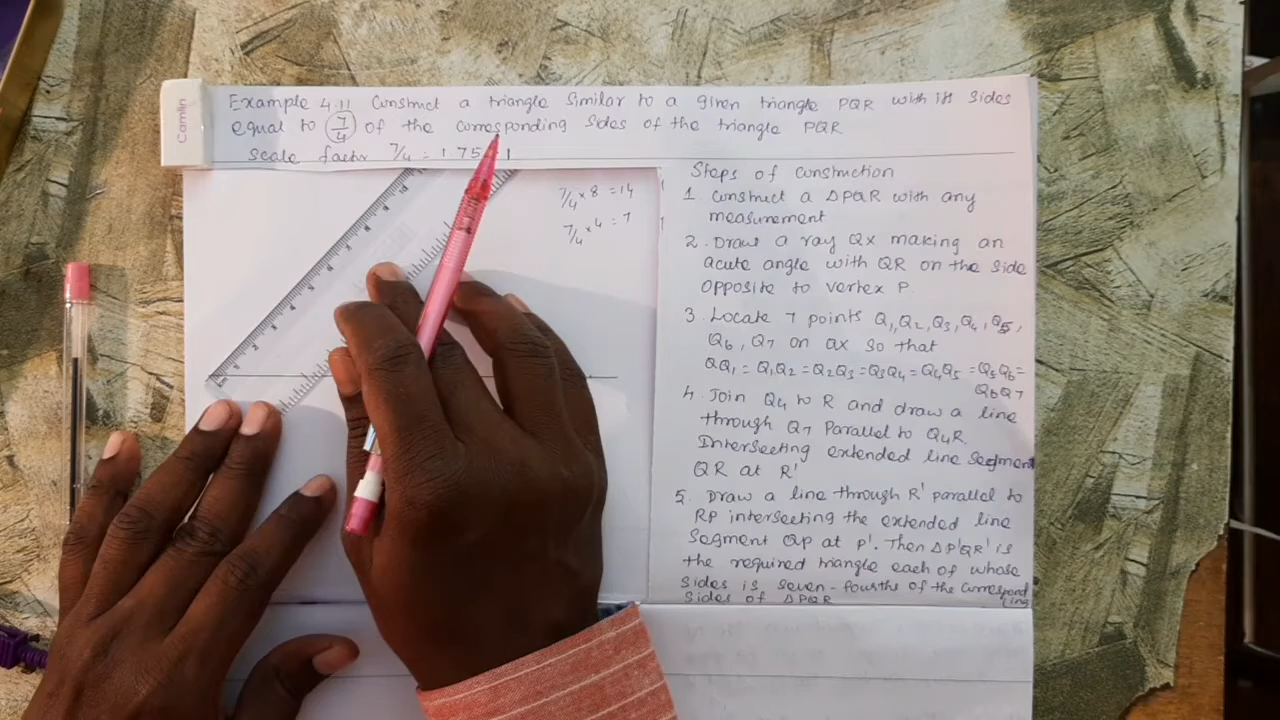 Camlin
Example 4.11 Construct a triangle Similar to a given triangle PQR with its sides
equal to 7/4 of the corresponding sides of the triangle PQR
Scale factor 7/4 = 1.75 1
7/4 × 8 = 14
7/4 × 4 = 7
Steps of construction
1. Construct a ΔPQR with any
measurement
2. Draw a ray QX making an
acute angle with QR on the side
opposite to vertex P.
3. Locate 7 points Q1, Q2, Q3, Q4, Q5,
Q6, Q7 on QX so that
QQ1 = Q1Q2 = Q2Q3 = Q3Q4 = Q4Q5 = Q5Q6 =
Q6Q7
4. Join Q4 to R and draw a line
through Q7 Parallel to Q4R.
Intersecting extended line segment
QR at R'
5. Draw a line through R' parallel to
RP intersecting the extended line
Segment QP at P'. Then ΔP'QR' is
the required triangle each of whose
sides is seven-fourths of the correspond
ing
sides of ΔPQR